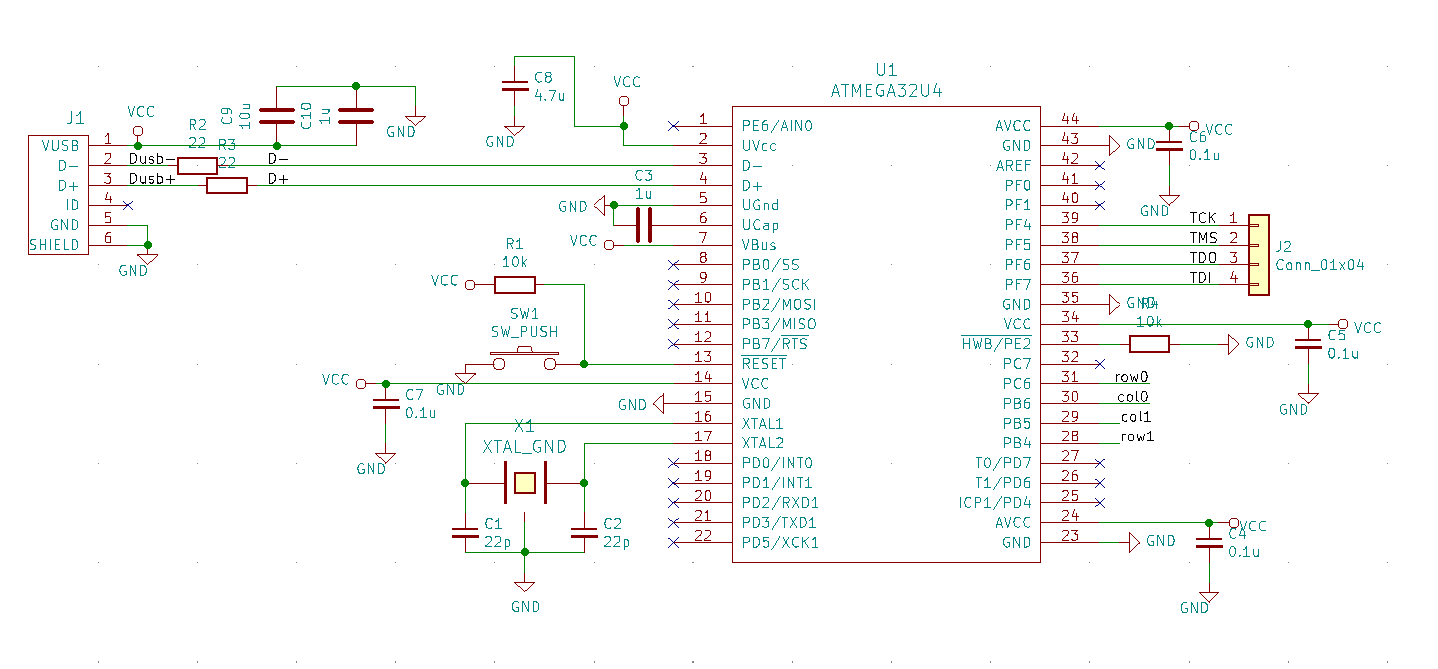 U1
ATMEGA32U4
J1
VCC
VUSB 1
D- 2
D+ 3
ID 4
GND 5
SHIELD 6
GND
Dusb-
Dusb+
R2
22
R3
22
D-
D+
C9
10u
C10
1u
GND
C8
4.7u
GND
VCC
C3
1u
GND
VCC
R1
10k
VCC
SW1
SW_PUSH
GND
VCC
C7
0.1u
GND
GND
X1
XTAL_GND
C1
22p
C2
22p
GND
1 PE6/AIN0
2 UVcc
3 D-
4 D+
5 UGnd
6 UCap
7 VBus
8 PB0/SS
9 PB1/SCK
10 PB2/MOSI
11 PB3/MISO
12 PB7/RTS
13 RESET
14 VCC
15 GND
16 XTAL1
17 XTAL2
18 PD0/INT0
19 PD1/INT1
20 PD2/RXD1
21 PD3/TXD1
22 PD5/XCK1
AVCC 44
GND 43
AREF 42
PF0 41
PF1 40
PF4 39
PF5 38
PF6 37
PF7 36
GND 35
VCC 34
HWB/PE2 33
PC7 32
PC6 31
PB6 30
PB5 29
PB4 28
T0/PD7 27
T1/PD6 26
ICP1/PD4 25
AVCC 24
GND 23
VCC
C6
0.1u
GND
GND
TCK 1
TMS 2
TDO 3
TDI 4
J2
Conn_01x04
GND
R4
10k
GND
VCC
C5
0.1u
GND
row0
col0
col1
row1
VCC
C4
0.1u
GND
GND